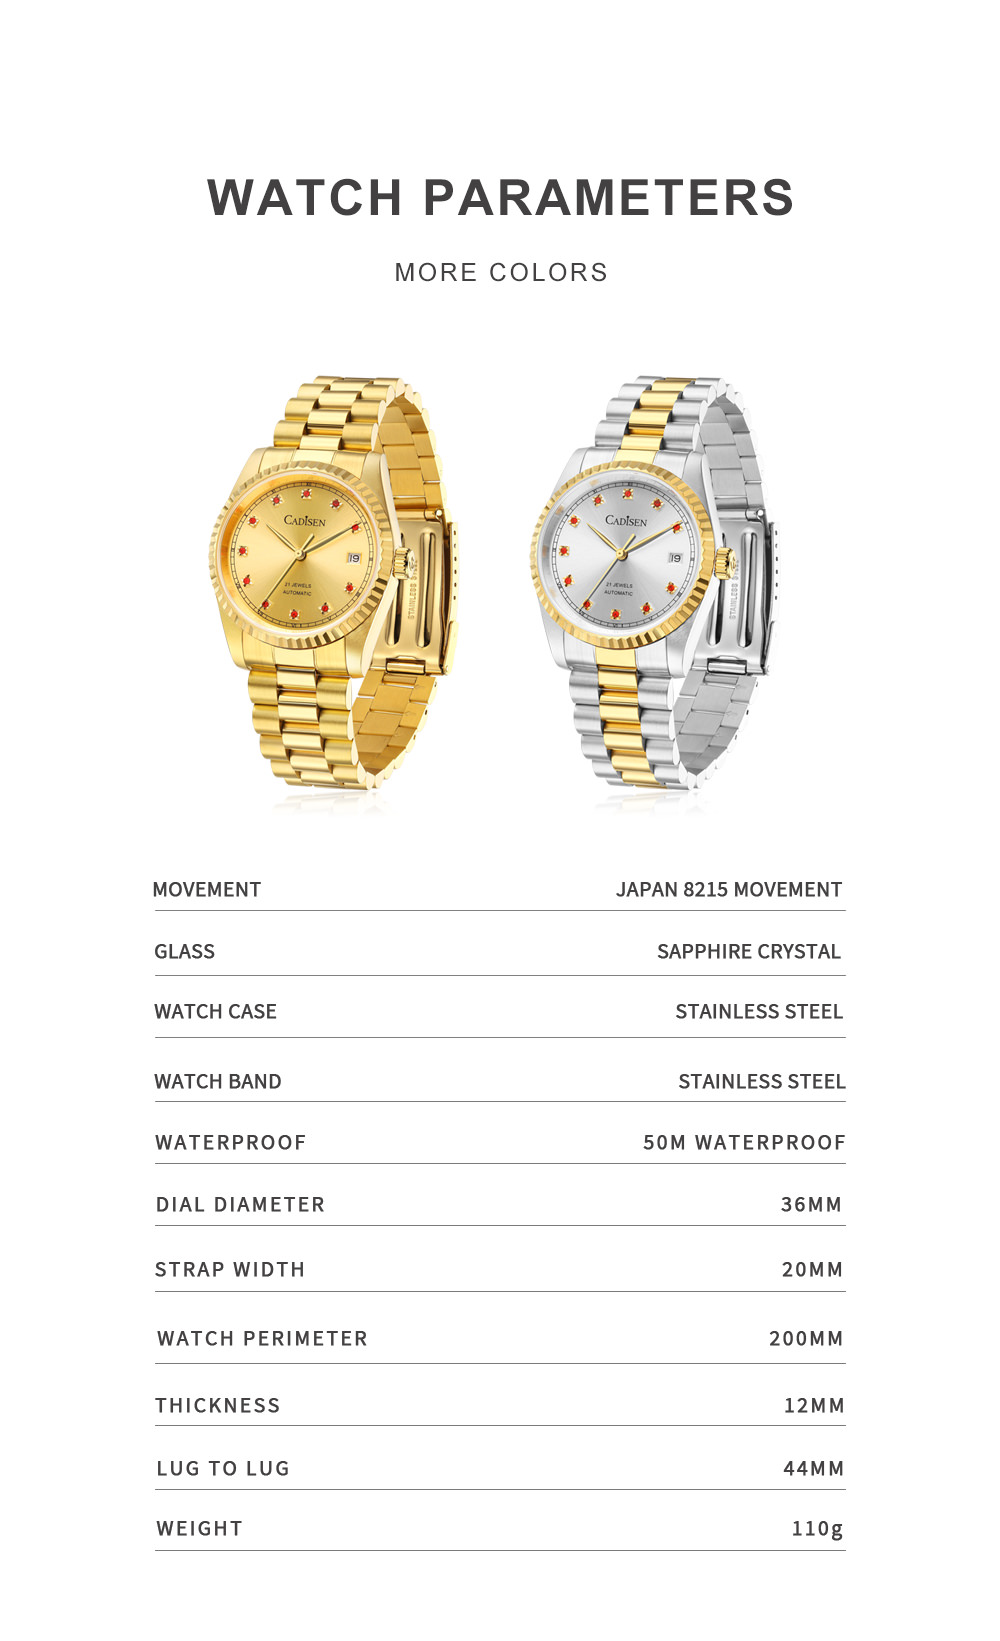 WATCH PARAMETERS
MORE COLORS
CADISEN
19
21 JEWELS
AUTOMATIC
STAINLESS S
CADISEN
19
21 JEWELS
AUTOMATIC
STAINLESS S
MOVEMENT JAPAN 8215 MOVEMENT
GLASS SAPPHIRE CRYSTAL
WATCH CASE STAINLESS STEEL
WATCH BAND STAINLESS STEEL
WATERPROOF 50M WATERPROOF
DIAL DIAMETER 36MM
STRAP WIDTH 20MM
WATCH PERIMETER 200MM
THICKNESS 12MM
LUG TO LUG 44MM
WEIGHT 110g